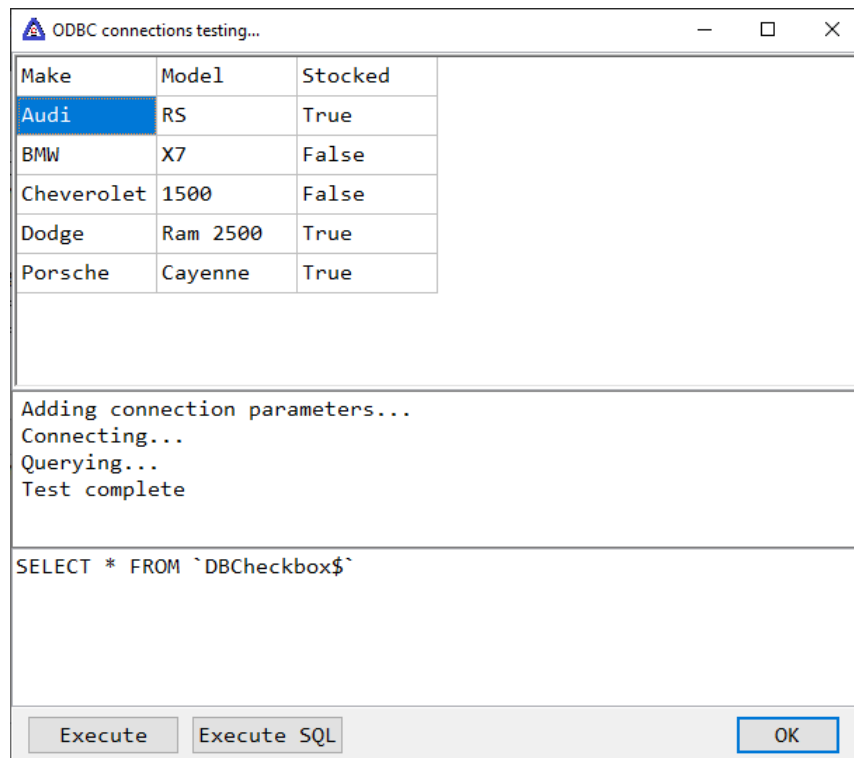 ODBC connections testing...
Make Model Stocked
Audi RS True
BMW X7 False
Cheverolet 1500 False
Dodge Ram 2500 True
Porsche Cayenne True
Adding connection parameters...
Connecting...
Querying...
Test complete
SELECT * FROM `DBCheckbox$`
Execute Execute SQL OK